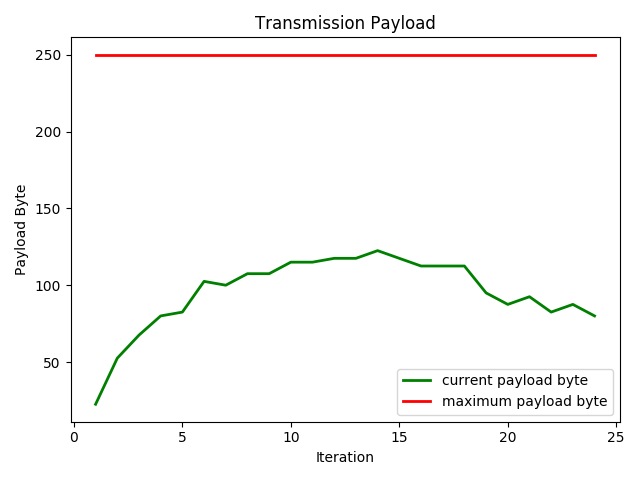 Transmission Payload
250
200
150
100
50
Payload Byte
0
5
10
15
20
25
Iteration
current payload byte
maximum payload byte